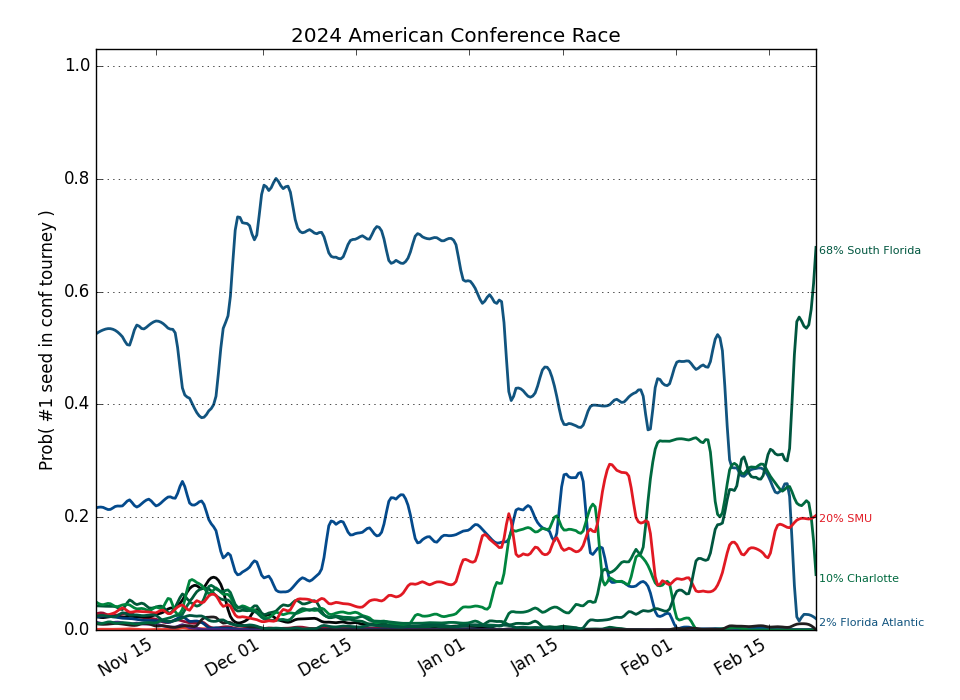 2024 American Conference Race
Prob( #1 seed in conf tourney )
1.0
0.8
0.6
0.4
0.2
0.0
68% South Florida
20% SMU
10% Charlotte
2% Florida Atlantic
Nov 15
Dec 01
Dec 15
Jan 01
Jan 15
Feb 01
Feb 15